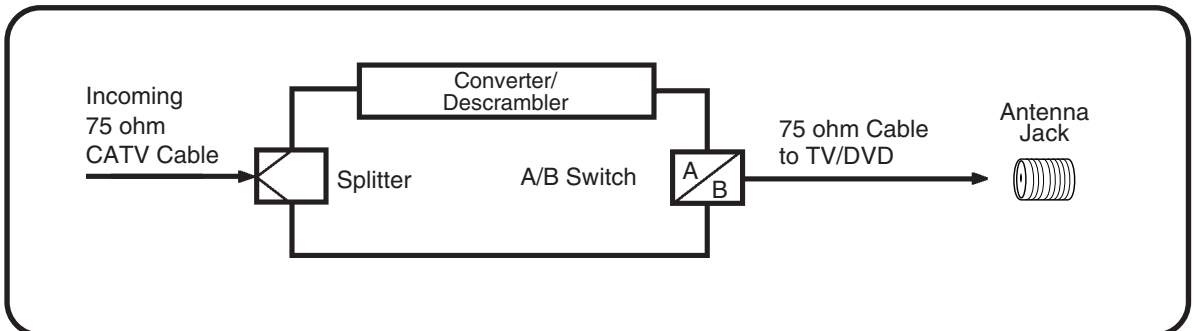 Incoming
75 ohm
CATV Cable
Splitter
Converter/
Descrambler
A/B Switch
A
B
75 ohm Cable
to TV/DVD
Antenna
Jack